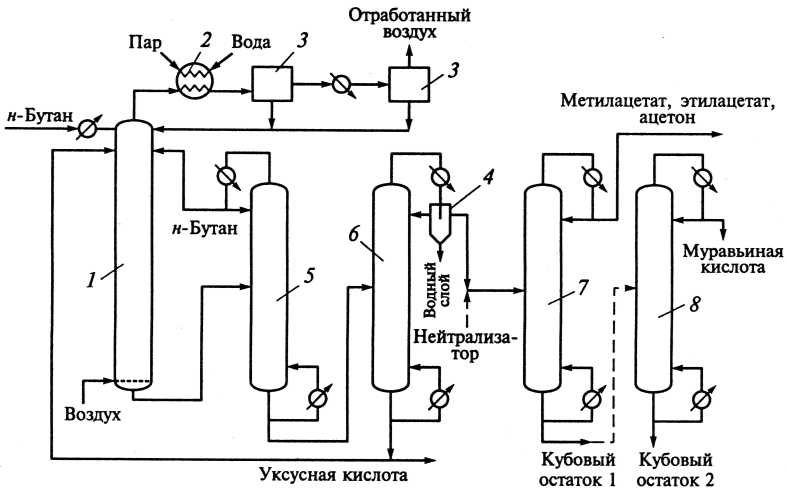 Отработанный
воздух
Пар
2
Вода
3
3
Метилацетат, этилацетат,
ацетон
н-Бутан
4
н-Бутан
6
Водный
слой
Муравьиная
кислота
1
5
7
8
Нейтрализа-
тор
Воздух
Уксусная кислота
Кубовый
остаток 1
Кубовый
остаток 2